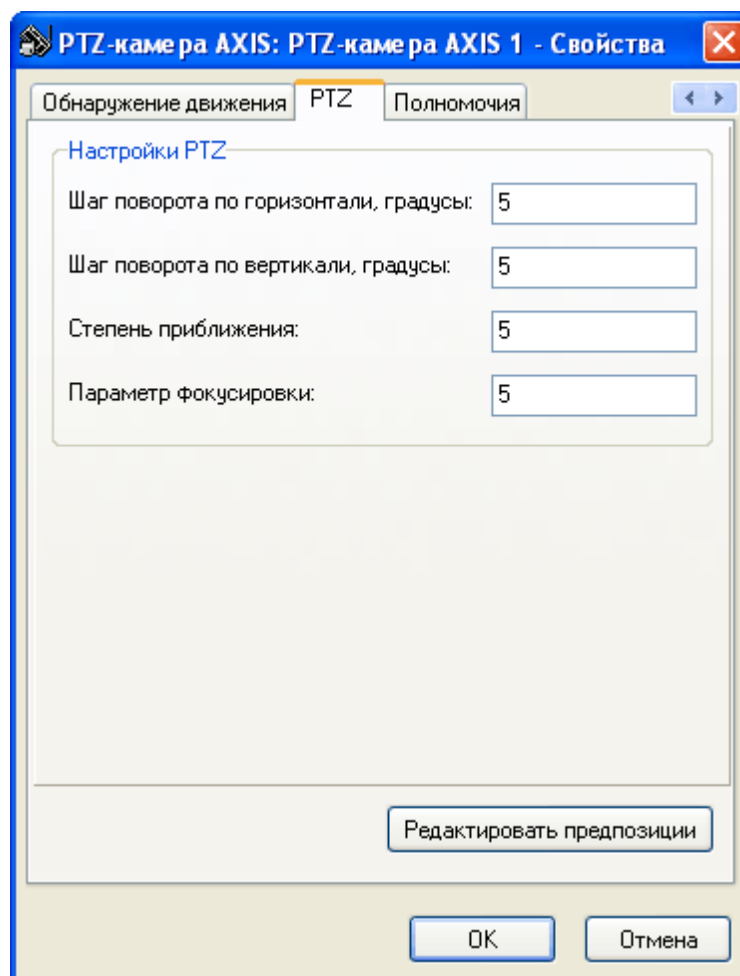 PTZ-камера AXIS: PTZ-камера AXIS 1 - Свойства
Обнаружение движения PTZ Полномочия
Настройки PTZ
Шаг поворота по горизонтали, градусы: 5
Шаг поворота по вертикали, градусы: 5
Степень приближения: 5
Параметр фокусировки: 5
Редактировать предпозиции
OK Отмена